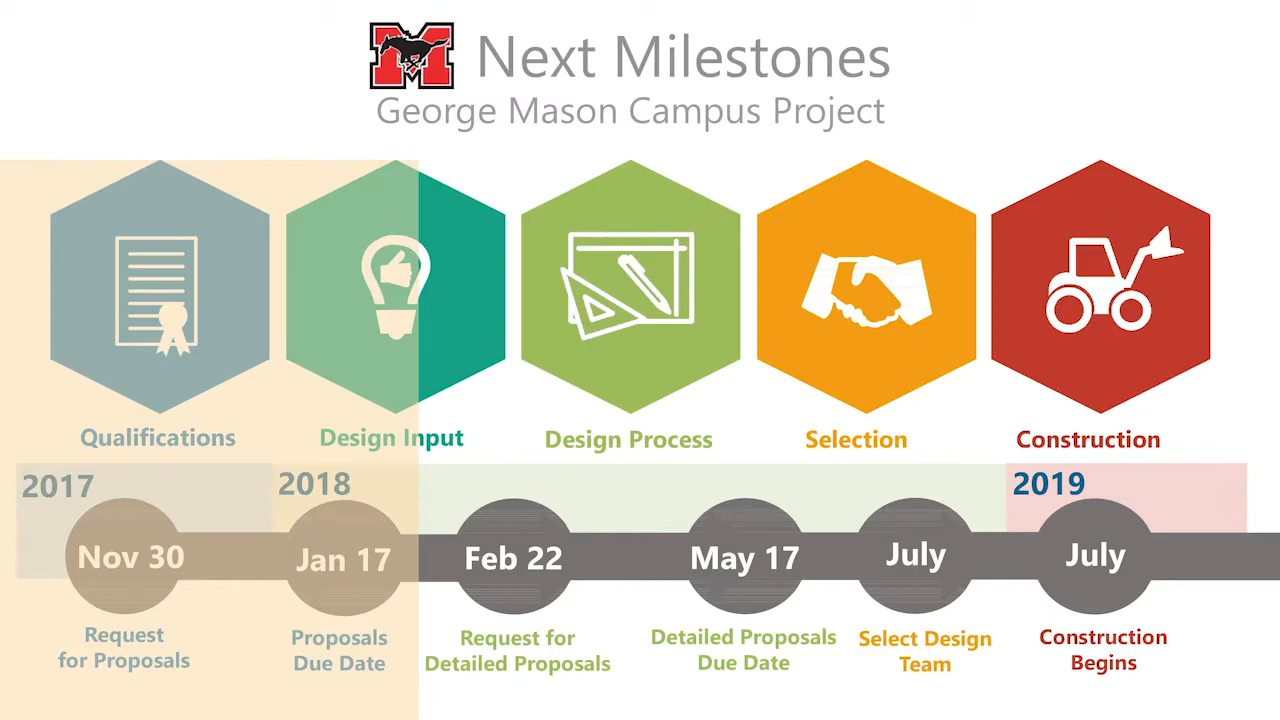 M
Next Milestones
George Mason Campus Project
Qualifications
Design Input
Design Process
Selection
Construction
2017
2018
2019
Nov 30
Jan 17
Feb 22
May 17
July
July
Request
for Proposals
Proposals
Due Date
Request for
Detailed Proposals
Detailed Proposals
Due Date
Select Design
Team
Construction
Begins